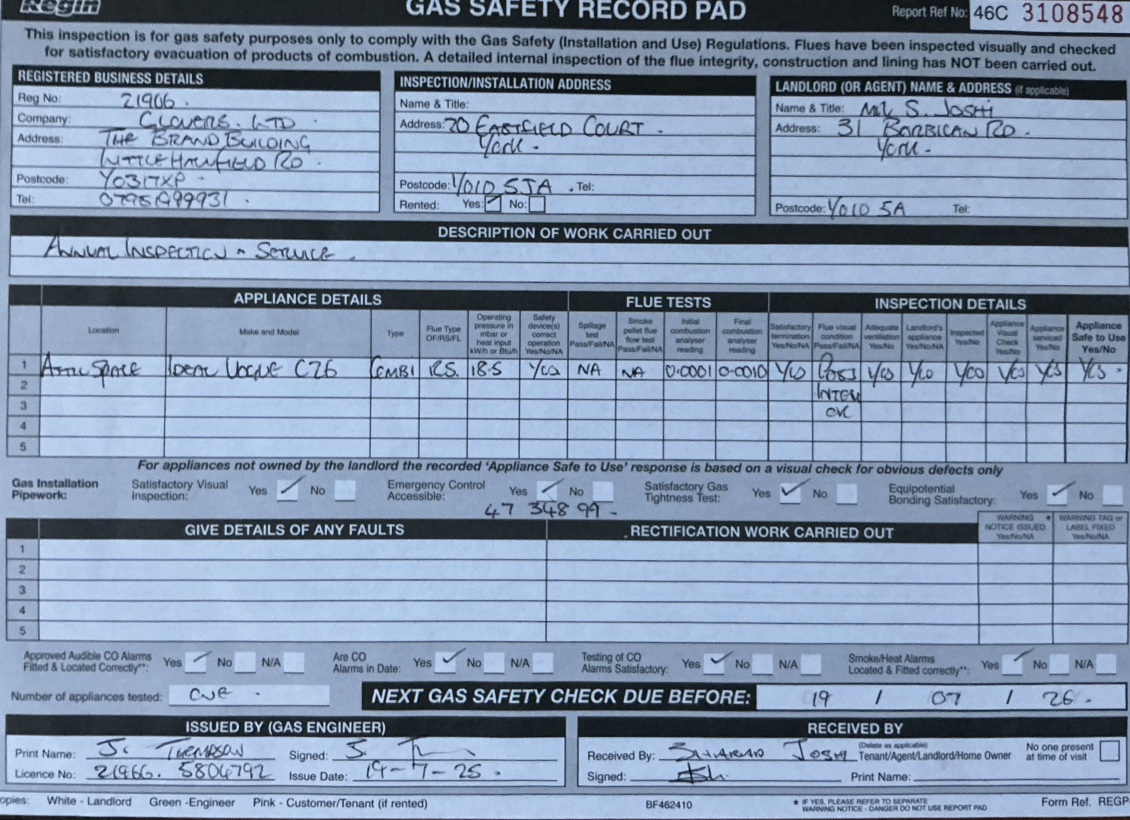 Regin GAS SAFETY RECORD PAD Report Ref No: 46C 3108548
This inspection is for gas safety purposes only to comply with the Gas Safety (Installation and Use) Regulations. Flues have been inspected visually and checked
for satisfactory evacuation of products of combustion. A detailed internal inspection of the flue integrity, construction and lining has NOT been carried out.
REGISTERED BUSINESS DETAILS
Reg No: 21966.
Company: GLOVERS. LTD.
Address: THE BRAND BUILDING
RD.
Postcode: YO317XP.
Tel:
INSPECTION/INSTALLATION ADDRESS
Name & Title:
Address: 20 EASTFIELD COURT.
York.
Postcode: YO10 5JA. Tel:
Rented: Yes: ✓ No:
LANDLORD (OR AGENT) NAME & ADDRESS (if applicable)
Name & Title: S. JOSHI
Address: 31 BARBICAN RD.
York.
Postcode: YO10 5A Tel:
DESCRIPTION OF WORK CARRIED OUT
ANNUAL INSPECTION SERVICE.
APPLIANCE DETAILS FLUE TESTS INSPECTION DETAILS
Location Make and Model Type Flue Type OF/RS/FL Operating pressure in mbar or heat input kW/h or Btu/h Safety device(s) correct operation Yes/No/NA Spillage test Pass/Fail/NA Smoke pellet flue flow test Pass/Fail/NA Initial combustion analyser reading Final combustion analyser reading Satisfactory termination Yes/No/NA Flue visual condition Pass/Fail/NA Adequate ventilation Yes/No Landlord's appliance Yes/No/NA Inspected Yes/No Appliance Visual Check Yes/No Appliance serviced Yes/No Appliance Safe to Use Yes/No
1 ATTIC SPACE IDEAL VOGUE C26 COMBI RS. 18.5 Yes NA NA 0.0001 0.0010 Yes Yes Yes Yes Yes Yes Yes.
2
3
4
5
For appliances not owned by the landlord the recorded 'Appliance Safe to Use' response is based on a visual check for obvious defects only
Gas Installation Pipework: Satisfactory Visual Inspection: Yes ✓ No Emergency Control Accessible: Yes ✓ No Satisfactory Gas Tightness Test: Yes ✓ No Equipotential Bonding Satisfactory: Yes ✓ No
47 34899.
GIVE DETAILS OF ANY FAULTS RECTIFICATION WORK CARRIED OUT WARNING * NOTICE ISSUED Yes/No/NA WARNING TAG or LABEL FIXED Yes/No/NA
1
2
3
4
5
Approved Audible CO Alarms Fitted & Located Correctly**: Yes ✓ No N/A Are CO Alarms in Date: Yes ✓ No N/A Testing of CO Alarms Satisfactory: Yes ✓ No N/A Smoke/Heat Alarms Located & Fitted correctly**: Yes ✓ No N/A
Number of appliances tested: ONE. NEXT GAS SAFETY CHECK DUE BEFORE: 19 / 07 / 26.
ISSUED BY (GAS ENGINEER)
Print Name: J. THOMPSON Signed:
Licence No: 21966. 5804792 Issue Date: 19-7-25.
RECEIVED BY
Received By: JOSHI (Delete as applicable) Tenant/Agent/Landlord/Home Owner No one present at time of visit
Signed: Print Name:
opies: White - Landlord Green -Engineer Pink - Customer/Tenant (if rented) BF462410 * IF YES, PLEASE REFER TO SEPARATE WARNING NOTICE - DANGER DO NOT USE REPORT PAD Form Ref. REGP